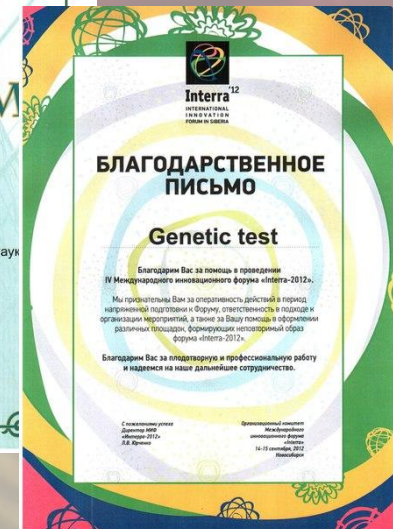 Interra'12
INTERNATIONAL
INNOVATION
FORUM IN SIBERIA
БЛАГОДАРСТВЕННОЕ
ПИСЬМО
Genetic test
Благодарим Вас за помощь в проведении
IV Международного инновационного форума «Interra-2012».
Мы признательны Вам за оперативность действий в период
напряженной подготовки к Форуму, ответственность в подходе к
организации мероприятий, а также за Вашу помощь в оформлении
различных площадок, формирующих неповторимый образ
форума «Interra-2012».
Благодарим Вас за плодотворную и профессиональную работу
и надеемся на наше дальнейшее сотрудничество.
С пожеланиями успеха
Директор МИФ
«Интерра-2012»
Л.В. Юрченко
Организационный комитет
Международного
инновационного форума
«Interra»
14-15 сентября, 2012
Новосибирск